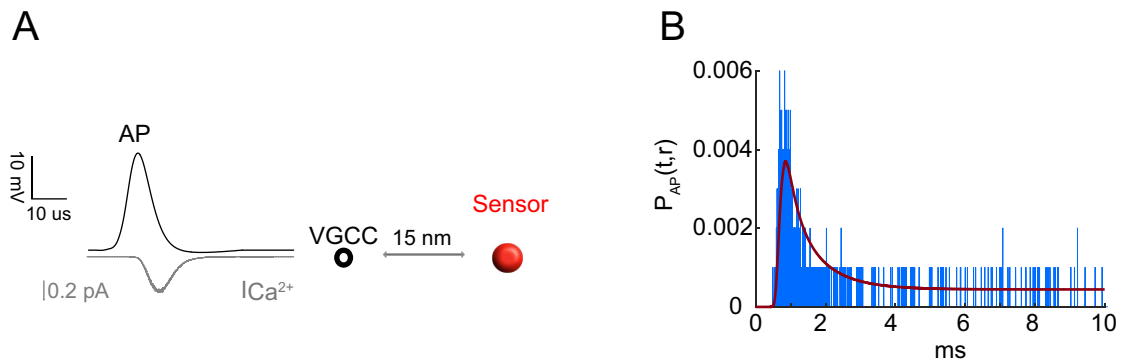 A
AP
10 mV
10 us
0.2 pA
ICa²⁺
VGCC
15 nm
Sensor
B
P_AP(t,r)
0.006
0.004
0.002
0
0 2 4 6 8 10
ms